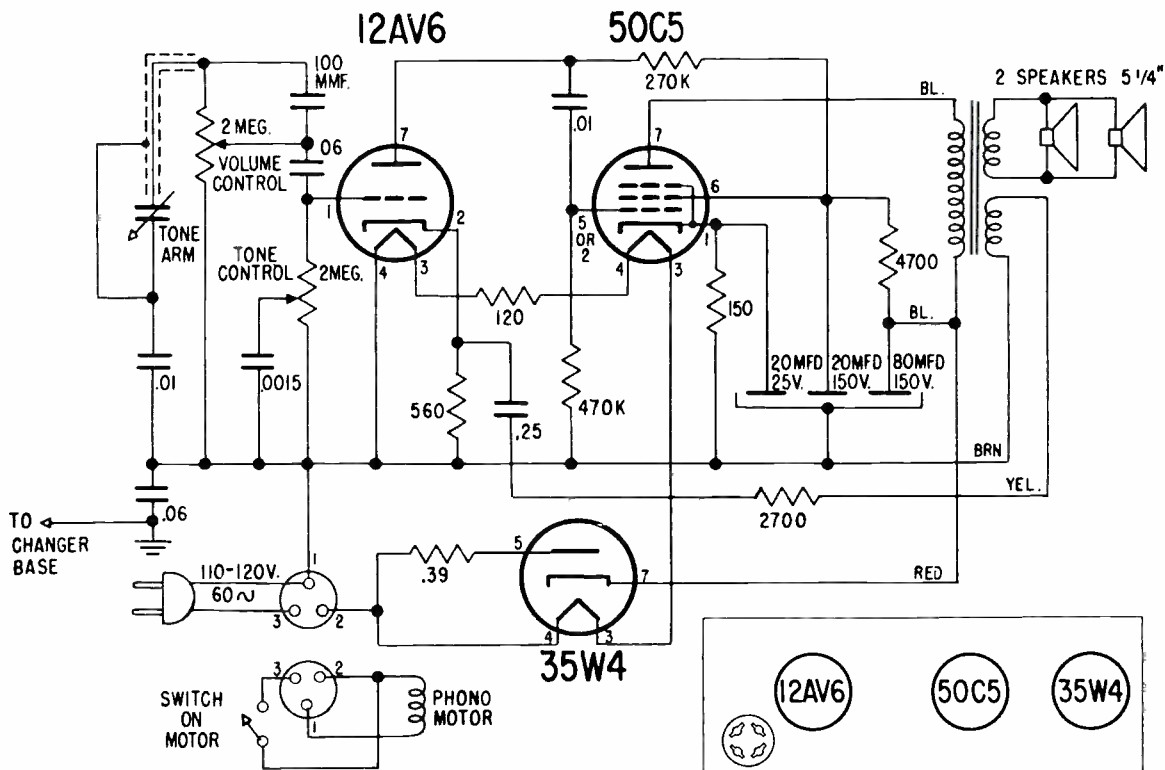 12AV6
50C5
100
MMF.
270K
2 SPEAKERS 5 1/4"
BL.
2 MEG.
VOLUME
CONTROL
.06
.01
7
7
6
1
2
5
OR
2
1
TONE
ARM
TONE
CONTROL
2MEG.
4
3
4
3
4700
120
150
BL.
.01
.0015
560
.25
470K
20MFD
25V.
20MFD
150V.
80MFD
150V.
BRN
YEL.
.06
2700
TO
CHANGER
BASE
110-120V.
60~
1
3
2
.39
5
7
RED
4
3
35W4
3
2
1
SWITCH
ON
MOTOR
PHONO
MOTOR
12AV6
50C5
35W4